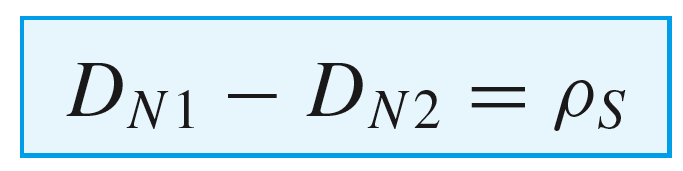 D_{N1} − D_{N2} = ρ_S